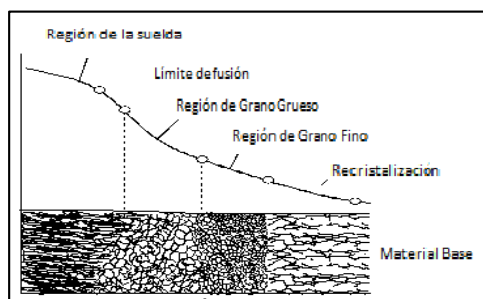 Región de la suelda
Límite defusión
Región de Grano Grueso
Región de Grano Fino
Recristalización
Material Base